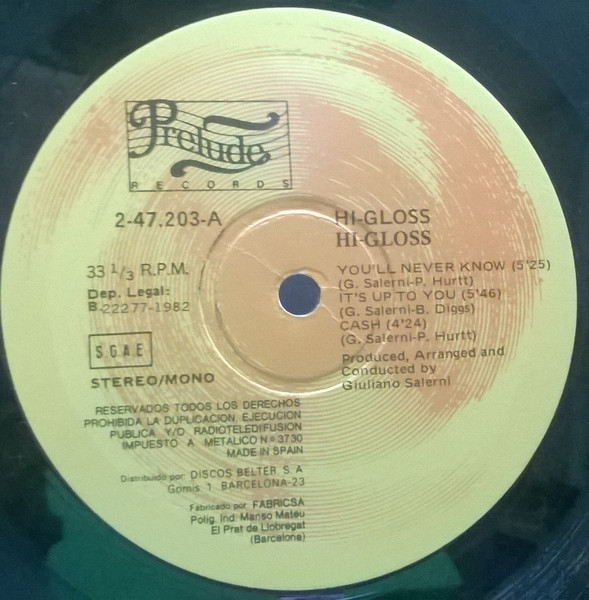 Prelude
RECORDS
2-47.203-A
33 1/3 R.P.M.
Dep. Legal:
B-22277-1982
S.G.A.E
STEREO/MONO
RESERVADOS TODOS LOS DERECHOS
PROHIBIDA LA DUPLICACION EJECUCION
PUBLICA Y/O RADIOTELEDIFUSION
IMPUESTO A METALICO Nº 3730
MADE IN SPAIN
Distribuido por: DISCOS BELTER S.A
Gomis 1 BARCELONA-23
Fabricado por: FABRICSA
Polig. Ind. Manso Mateu
El Prat de Llobregat
(Barcelona)
HI-GLOSS
HI-GLOSS
YOU'LL NEVER KNOW (5'25)
(G. Salerni-P. Hurtt)
IT'S UP TO YOU (5'46)
(G. Salerni-B. Diggs)
CASH (4'24)
(G. Salerni-P. Hurtt)
Produced, Arranged and
Conducted by
Giuliano Salerni